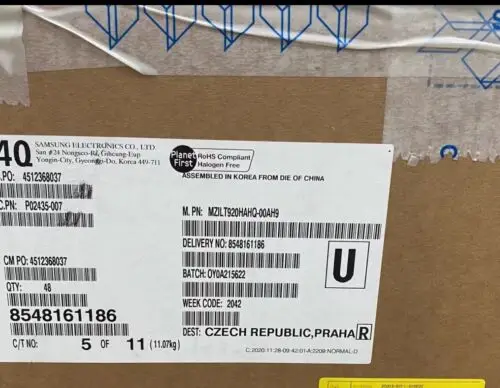 4Q SAMSUNG ELECTRONICS CO., LTD.
San #24 Nongseo-Ri, Giheung-Eup
Yongin-City, Gyeonggi-Do, Korea 449-711
Planet First
RoHS Compliant
Halogen Free
ASSEMBLED IN KOREA FROM DIE OF CHINA
.PO: 4512368037
C.PN: P02435-007
M. PN: MZILT920HAHQ-00AH9
DELIVERY NO: 8548161186
CM PO: 4512368037
BATCH: OY0A215622
U
QTY: 48
WEEK CODE: 2042
8548161186
DEST: CZECH REPUBLIC,PRAHA R
C/T NO: 5 OF 11 (11.07kg)
C:2020:11:28-09:42:01-A:2209:NORMAL-D